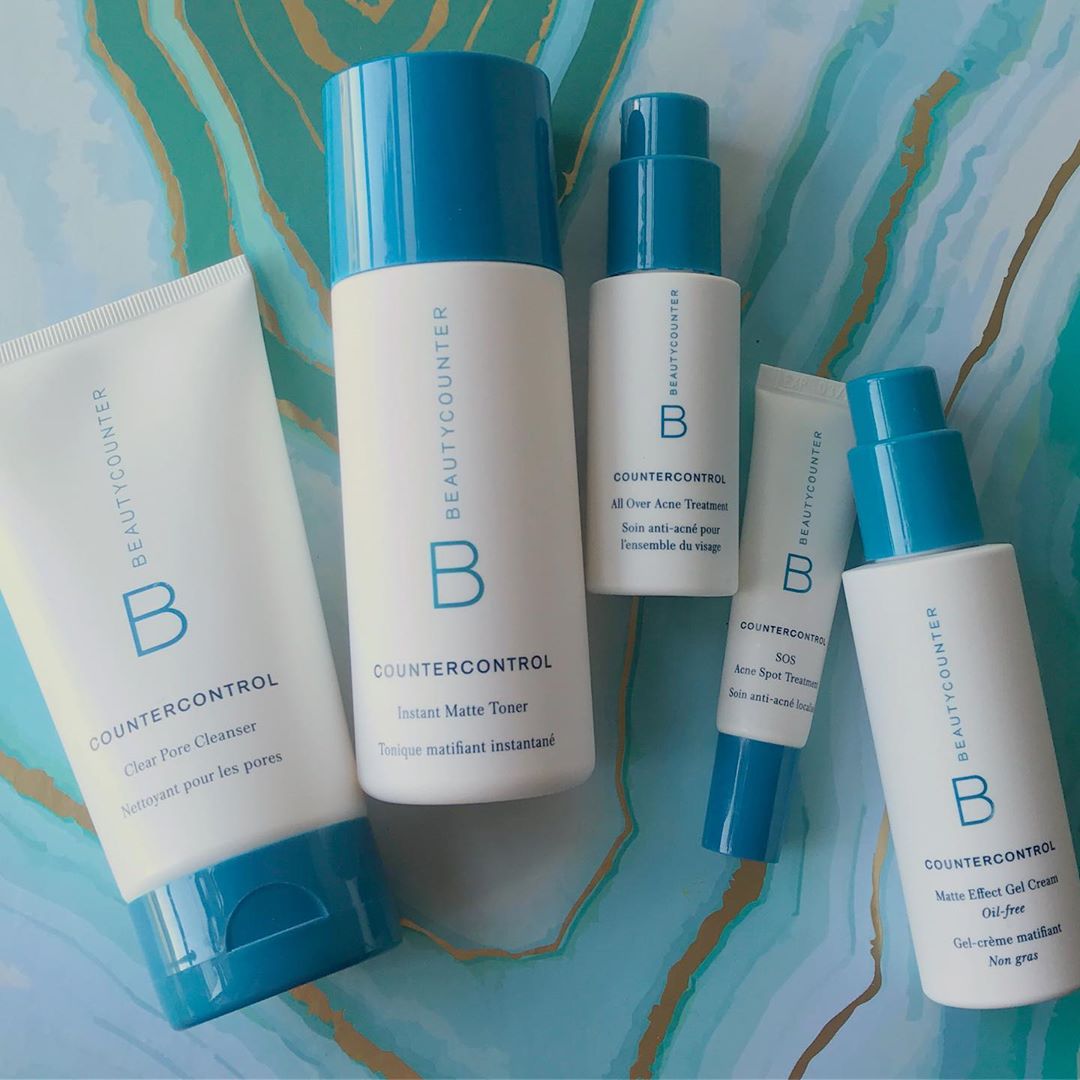 BEAUTYCOUNTER
B
COUNTERCONTROL
Clear Pore Cleanser
Nettoyant pour les pores
BEAUTYCOUNTER
B
COUNTERCONTROL
Instant Matte Toner
Tonique matifiant instantané
BEAUTYCOUNTER
B
COUNTERCONTROL
All Over Acne Treatment
Soin anti-acné pour
l'ensemble du visage
BEAUTYCOUNTER
B
COUNTERCONTROL
SOS
Acne Spot Treatment
Soin anti-acné
BEAUTYCOUNTER
B
COUNTERCONTROL
Matte Effect Gel Cream
Oil-free
Gel-crème matifiant
Non gras